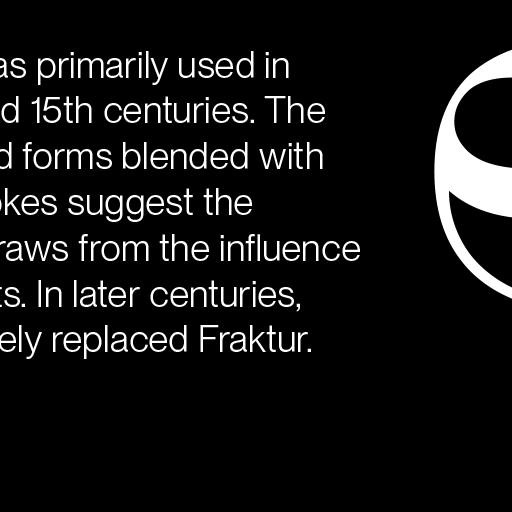 as primarily used in
d 15th centuries. The
d forms blended with
okes suggest the
raws from the influence
ts. In later centuries,
ely replaced Fraktur.